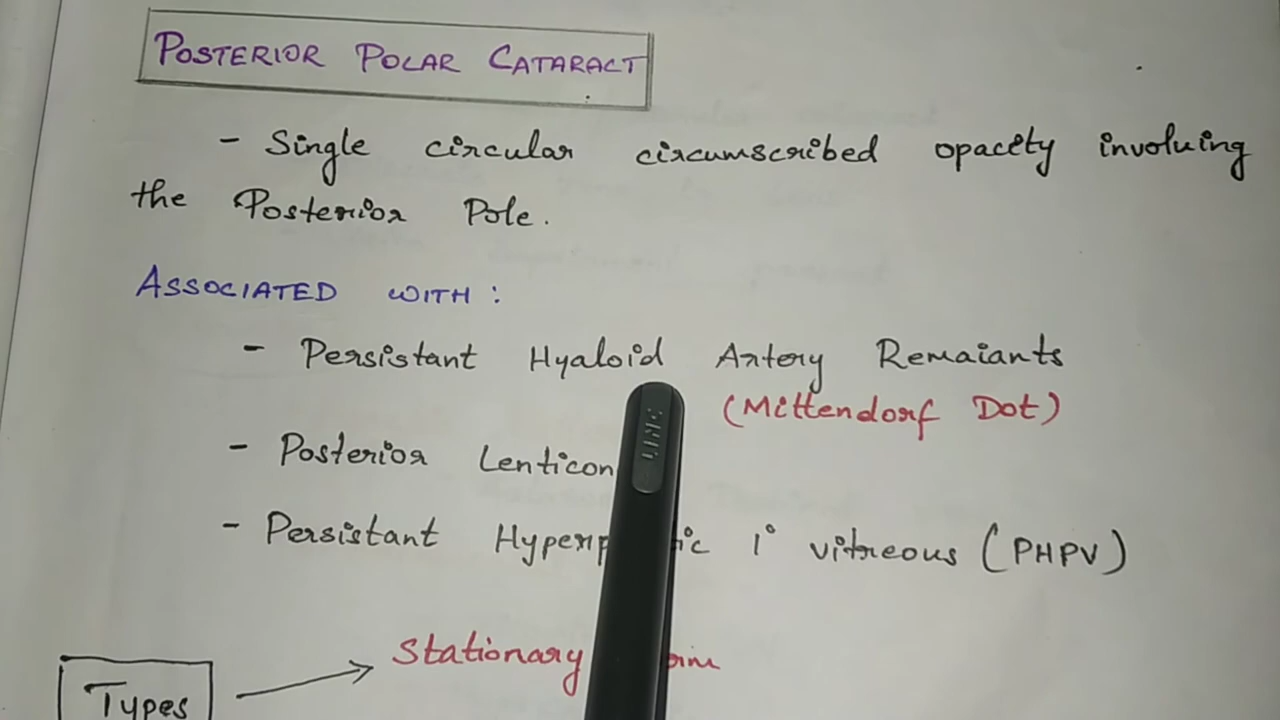 POSTERIOR POLAR CATARACT
- Single circular circumscribed opacity involving
the Posterior Pole.
ASSOCIATED WITH :
- Persistant Hyaloid Artery Remaiants
(Mittendorf Dot)
- Posterior Lenticon
- Persistant Hyperp ic 1° vitreous (PHPV)
Types → Stationary